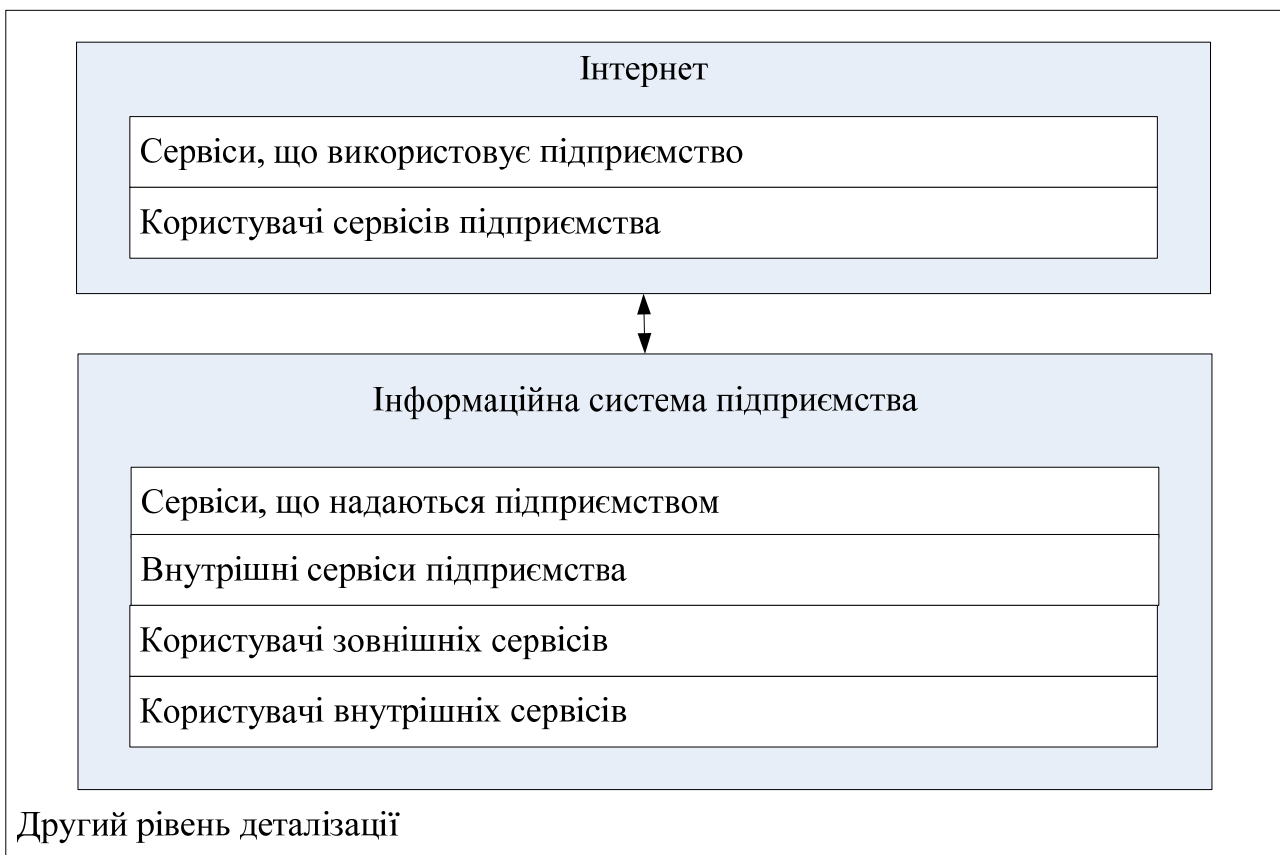 Інтернет
Сервіси, що використовує підприємство
Користувачі сервісів підприємства
Інформаційна система підприємства
Сервіси, що надаються підприємством
Внутрішні сервіси підприємства
Користувачі зовнішніх сервісів
Користувачі внутрішніх сервісів
Другий рівень деталізації